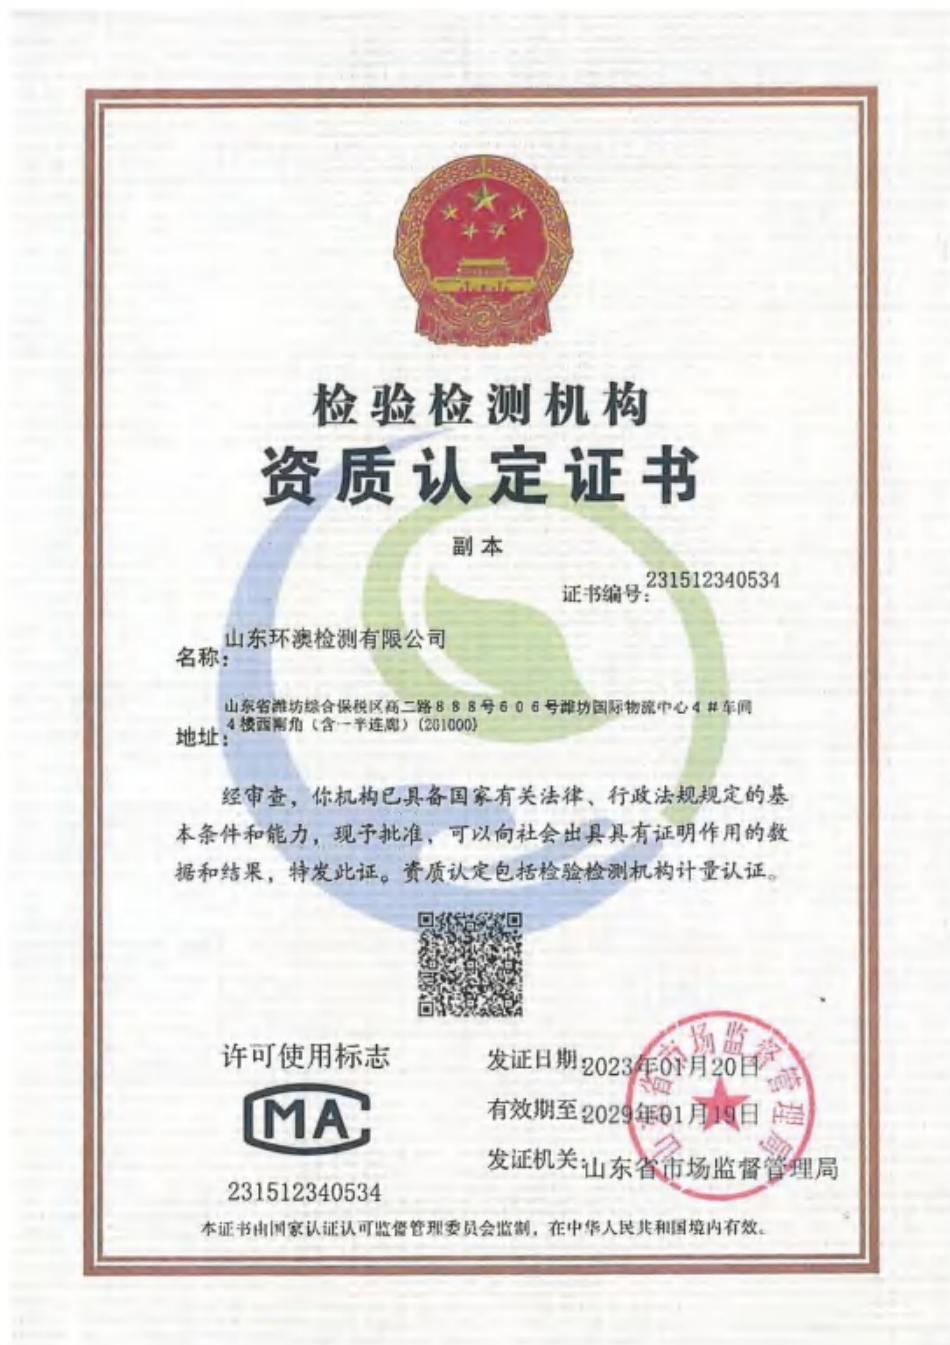 检验检测机构
资质认定证书
副本
证书编号:231512340534
名称:山东环澳检测有限公司
地址:山东省潍坊综合保税区高二路888号606号潍坊国际物流中心4#车间
4楼西南角(含一半连廊)(261000)
经审查，你机构已具备国家有关法律、行政法规规定的基
本条件和能力，现予批准，可以向社会出具具有证明作用的数
据和结果，特发此证。资质认定包括检验检测机构计量认证。
许可使用标志
MA
231512340534
发证日期:2023年01月20日
有效期至:2029年01月19日
发证机关:山东省市场监督管理局
山东省市场监督管理局
本证书由国家认证认可监督管理委员会监制，在中华人民共和国境内有效。